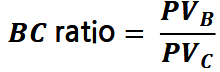 BC ratio = PV_B / PV_C